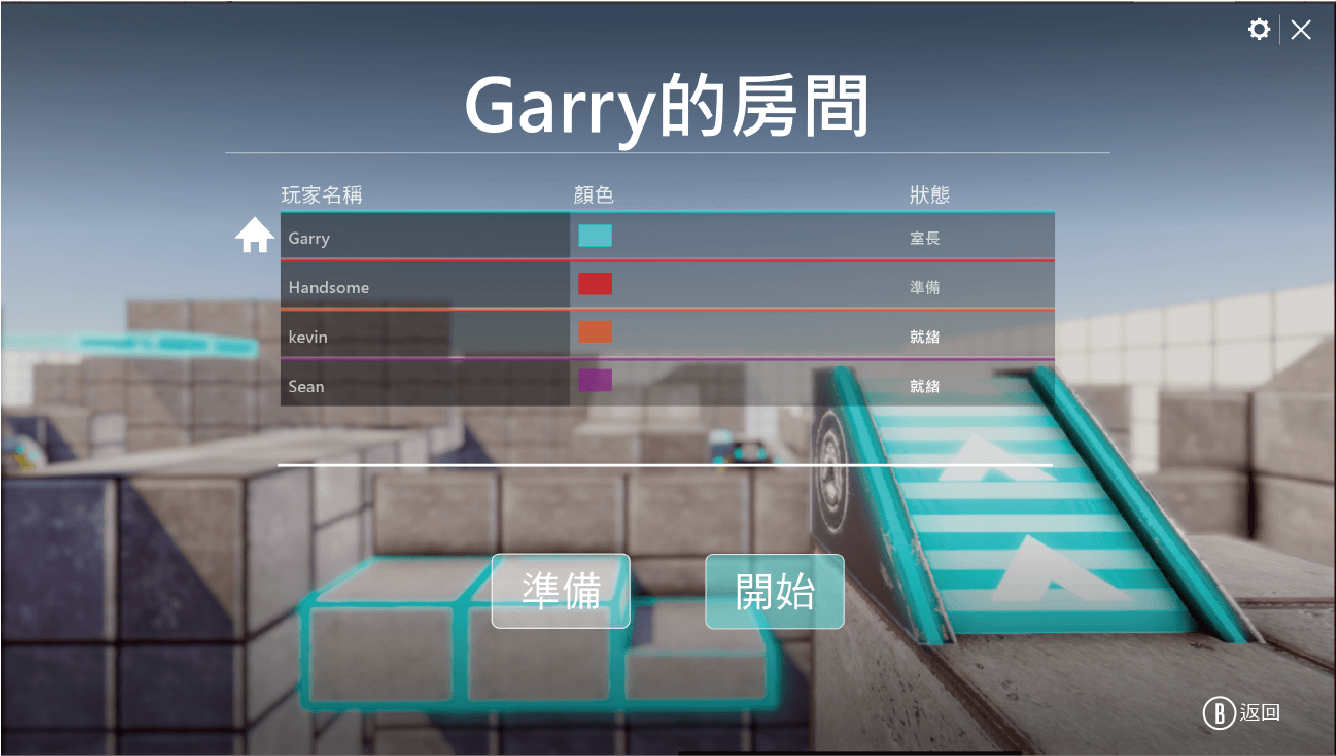 Garry的房間
玩家名稱 顏色 狀態
Garry 室長
Handsome 準備
kevin 就緒
Sean 就緒
準備 開始
B 返回